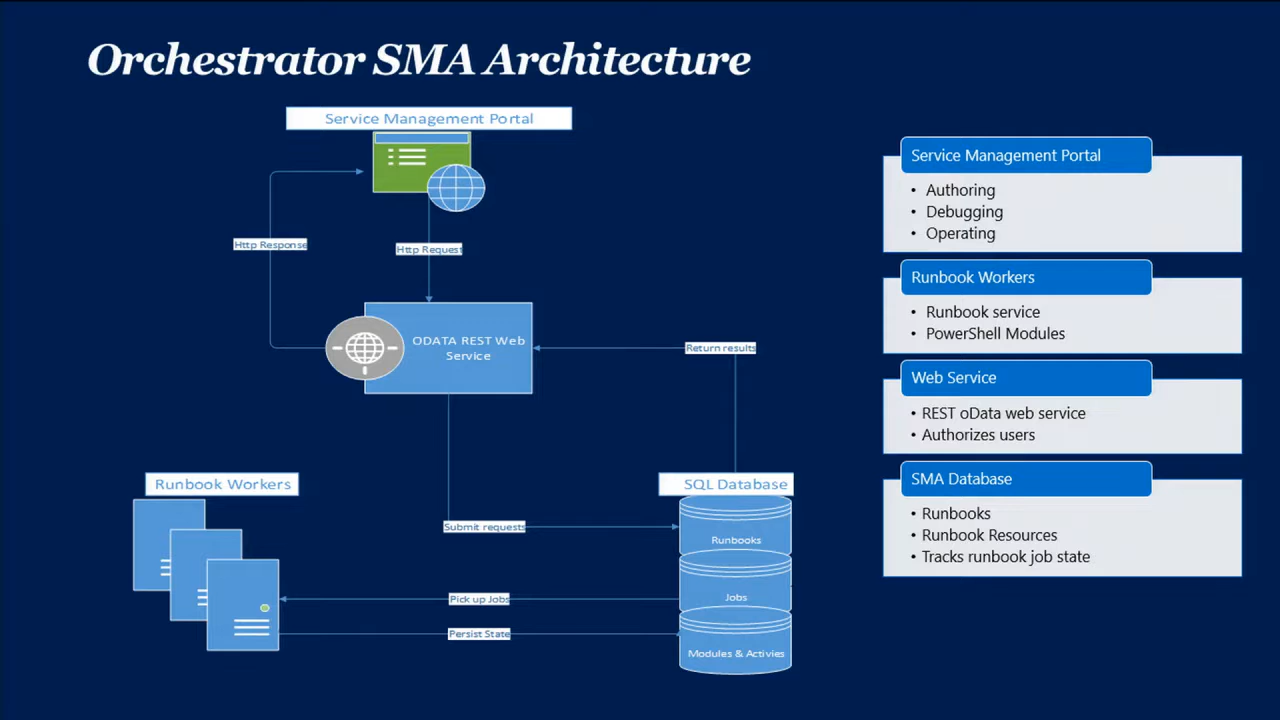 Orchestrator SMA Architecture
Service Management Portal
Http Response
Http Request
ODATA REST Web
Service
Return results
Runbook Workers
SQL Database
Submit requests
Runbooks
Pick up Jobs
Jobs
Persist State
Modules & Activies
Service Management Portal
• Authoring
• Debugging
• Operating
Runbook Workers
• Runbook service
• PowerShell Modules
Web Service
• REST oData web service
• Authorizes users
SMA Database
• Runbooks
• Runbook Resources
• Tracks runbook job state